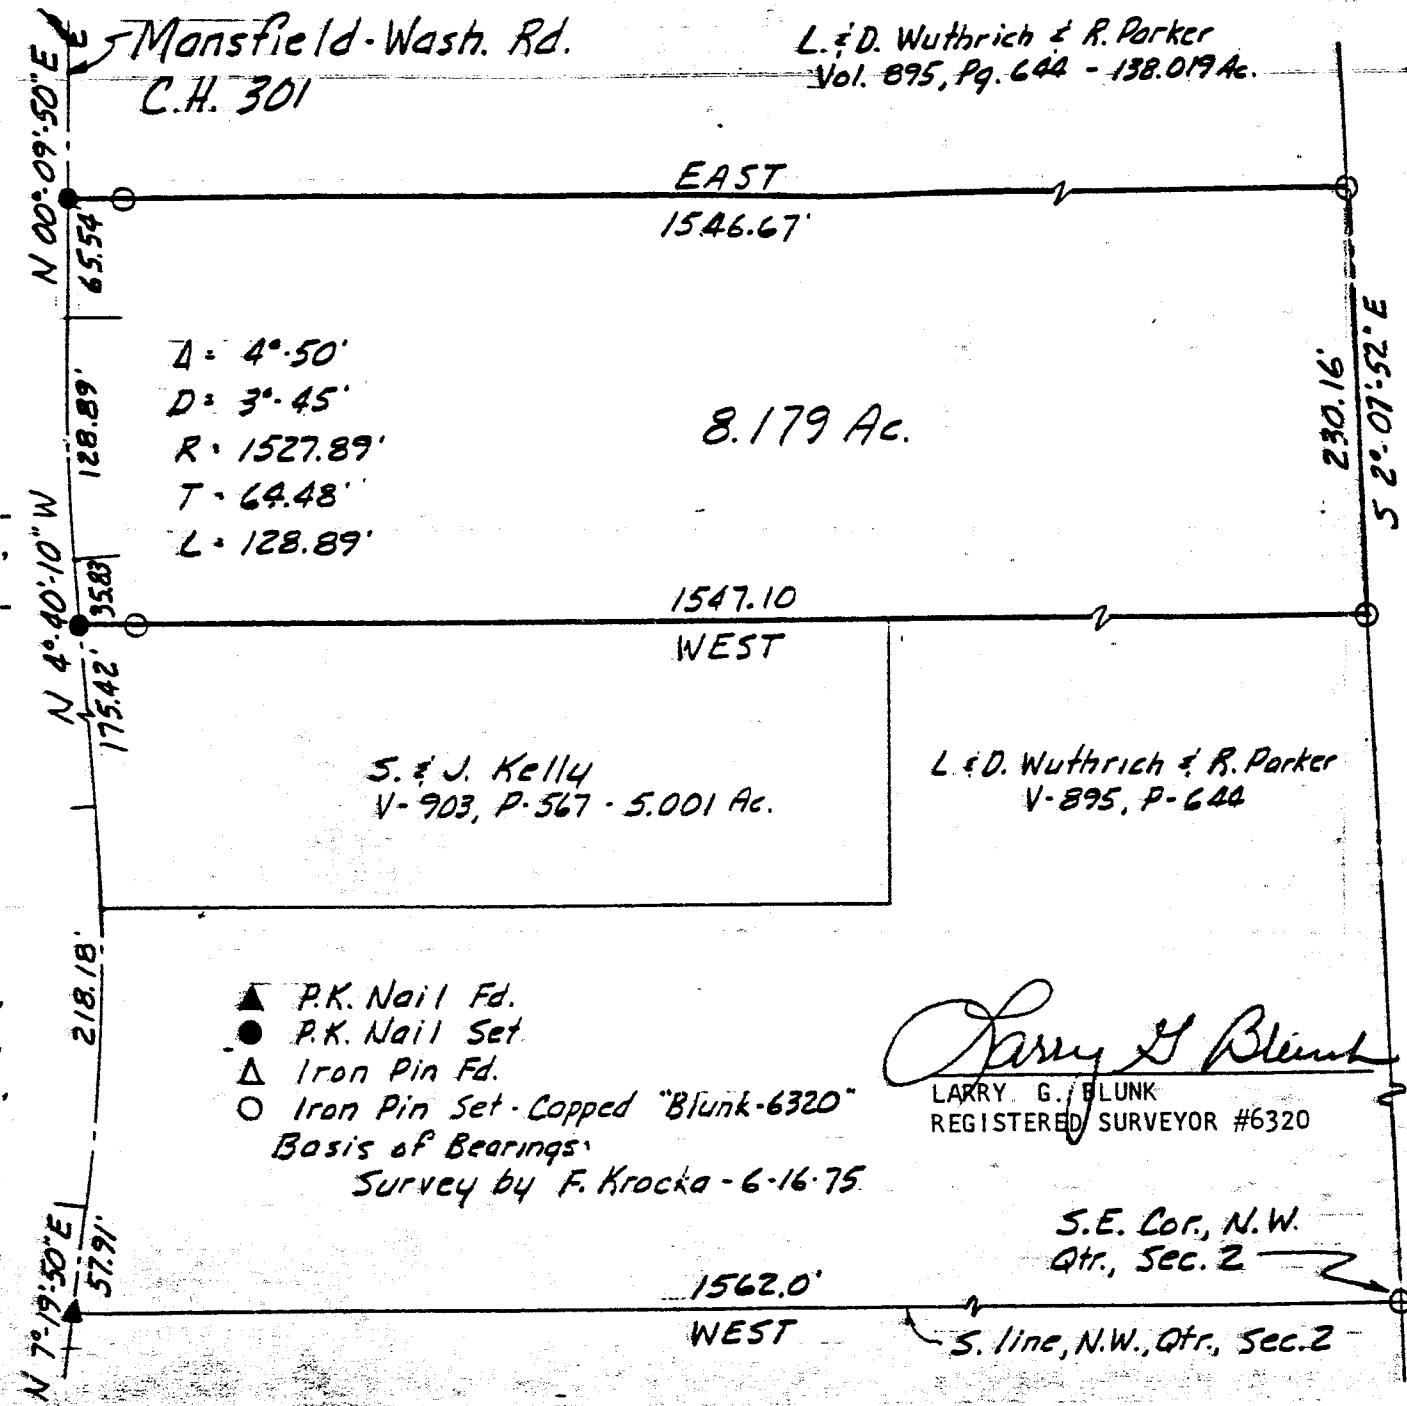 Mansfield-Wash. Rd.
C.H. 301
L. & D. Wuthrich & R. Parker
Vol. 895, Pg. 644 - 138.019 Ac.
N 00°-09'-50" E
EAST
1546.67'
65.54'
Δ = 4°-50'
D = 3°-45'
R = 1527.89'
T = 64.48'
L = 128.89'
128.89'
8.179 Ac.
230.16'
S 2°-07'-52" E
N 4°-40'-10" W
35.83'
1547.10
WEST
175.42'
S. & J. Kelly
V-903, P-567 - 5.001 Ac.
L & D. Wuthrich & R. Parker
V-895, P-644
218.18'
▲ P.K. Nail Fd.
● P.K. Nail Set
△ Iron Pin Fd.
○ Iron Pin Set - Capped "Blunk-6320"
Basis of Bearings:
Survey by F. Krocka - 6-16-75
Larry G Blunk
LARRY G. BLUNK
REGISTERED SURVEYOR #6320
S.E. Cor., N.W.
Qtr., Sec. 2
N 7°-19'-50" E
57.91'
1562.0'
WEST
S. line, N.W., Qtr., Sec. 2